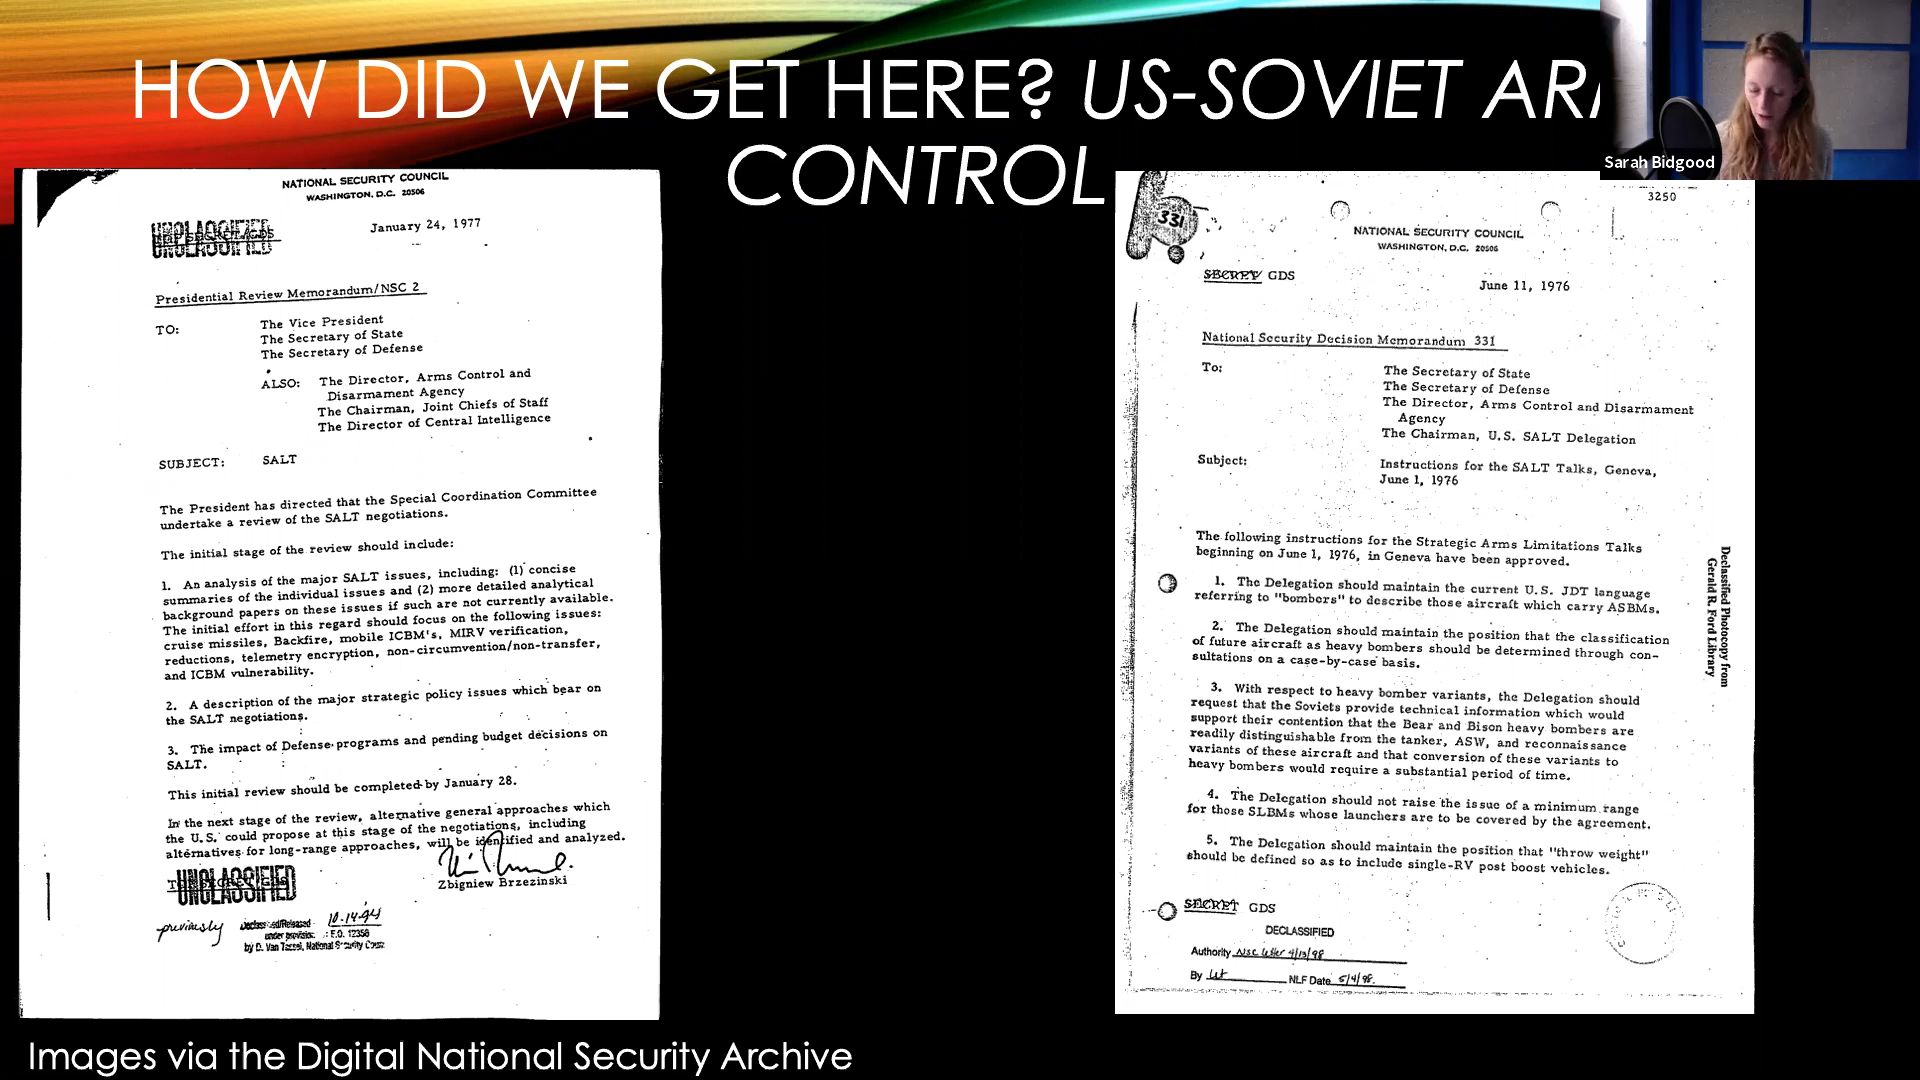 HOW DID WE GET HERE? US-SOVIET AR
CONTROL
Sarah Bidgood
NATIONAL SECURITY COUNCIL
WASHINGTON, D.C. 20506
UNCLASSIFIED
January 24, 1977
Presidential Review Memorandum/NSC 2
TO: The Vice President
The Secretary of State
The Secretary of Defense
ALSO: The Director, Arms Control and
Disarmament Agency
The Chairman, Joint Chiefs of Staff
The Director of Central Intelligence
SUBJECT: SALT
The President has directed that the Special Coordination Committee
undertake a review of the SALT negotiations.
The initial stage of the review should include:
1. An analysis of the major SALT issues, including: (1) concise
summaries of the individual issues and (2) more detailed analytical
background papers on these issues if such are not currently available.
The initial effort in this regard should focus on the following issues:
cruise missiles, Backfire, mobile ICBM's, MIRV verification,
reductions, telemetry encryption, non-circumvention/non-transfer,
and ICBM vulnerability.
2. A description of the major strategic policy issues which bear on
the SALT negotiations.
3. The impact of Defense programs and pending budget decisions on
SALT.
This initial review should be completed by January 28.
In the next stage of the review, alternative general approaches which
the U.S. could propose at this stage of the negotiations, including
alternatives for long-range approaches, will be identified and analyzed.
Zbigniew Brzezinski
UNCLASSIFIED
previously
Declassified/Released 10-14-94
under provision of E.O. 12356
by D. Van Tassel, National Security Council
3250
331
NATIONAL SECURITY COUNCIL
WASHINGTON, D.C. 20506
SECRET GDS
June 11, 1976
National Security Decision Memorandum 331
To: The Secretary of State
The Secretary of Defense
The Director, Arms Control and Disarmament
Agency
The Chairman, U.S. SALT Delegation
Subject: Instructions for the SALT Talks, Geneva,
June 1, 1976
The following instructions for the Strategic Arms Limitations Talks
beginning on June 1, 1976, in Geneva have been approved.
1. The Delegation should maintain the current U.S. JDT language
referring to "bombers" to describe those aircraft which carry ASBMs.
2. The Delegation should maintain the position that the classification
of future aircraft as heavy bombers should be determined through con-
sultations on a case-by-case basis.
3. With respect to heavy bomber variants, the Delegation should
request that the Soviets provide technical information which would
support their contention that the Bear and Bison heavy bombers are
readily distinguishable from the tanker, ASW, and reconnaissance
variants of these aircraft and that conversion of these variants to
heavy bombers would require a substantial period of time.
4. The Delegation should not raise the issue of a minimum range
for those SLBMs whose launchers are to be covered by the agreement.
5. The Delegation should maintain the position that "throw weight"
should be defined so as to include single-RV post boost vehicles.
SECRET GDS
DECLASSIFIED
Authority NSC letter 4/13/98
By NLF Date 5/4/98.
Declassified Photocopy from
Gerald R. Ford Library
Images via the Digital National Security Archive